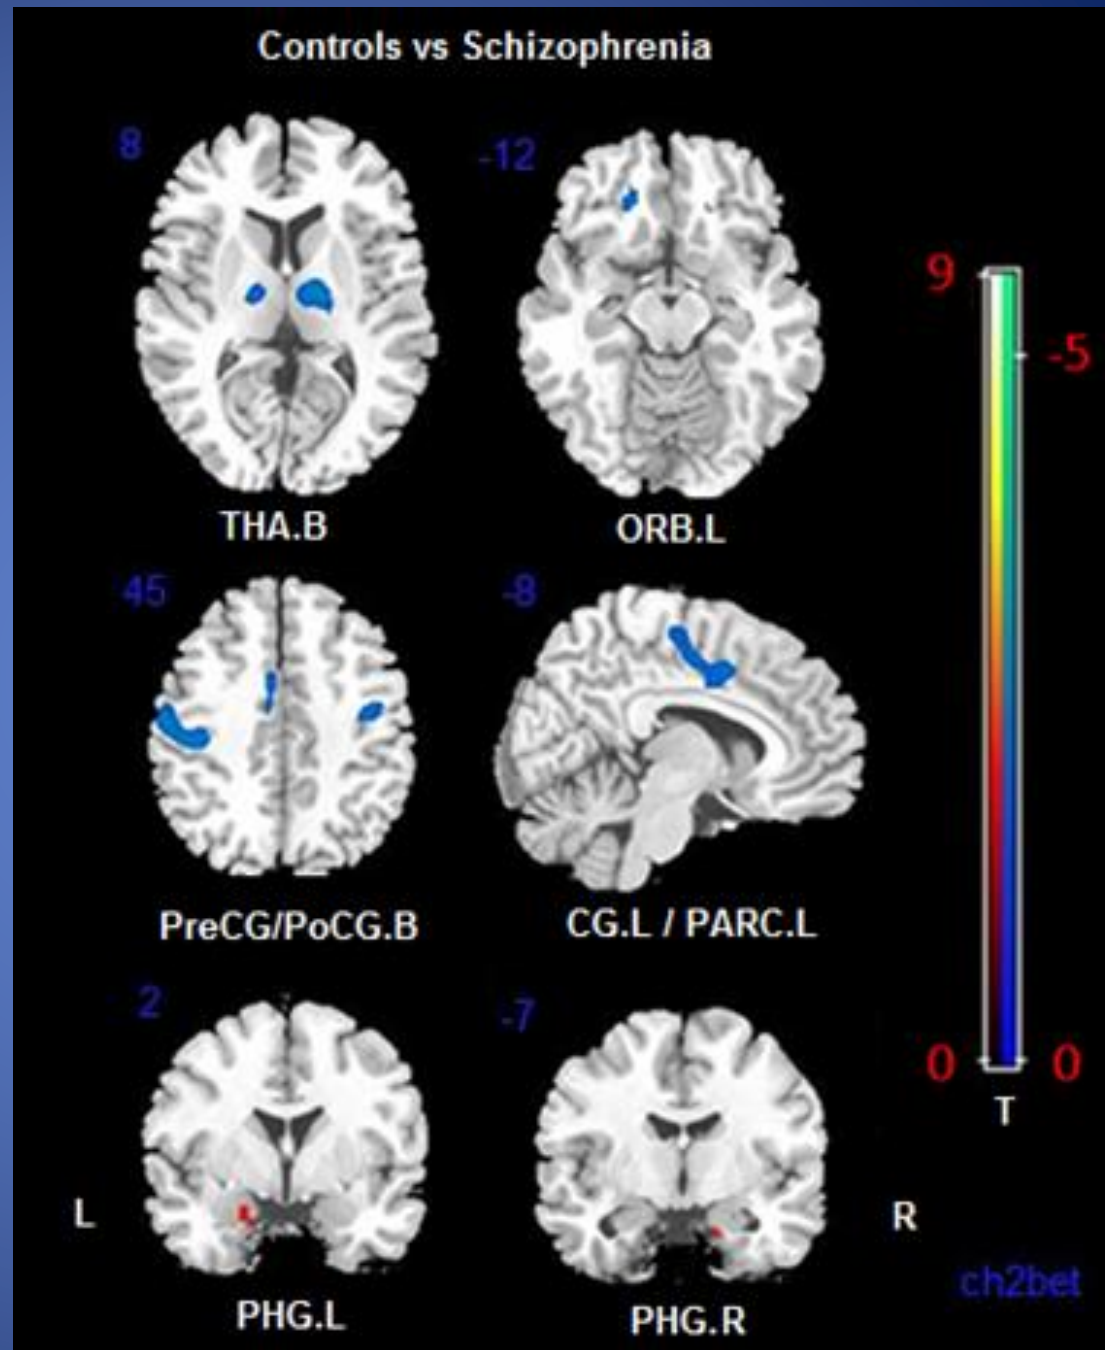 Controls vs Schizophrenia
8
-12
THA.B
ORB.L
9
-5
45
-8
PreCG/PoCG.B
CG.L / PARC.L
2
-7
0
0
T
L
R
PHG.L
PHG.R
ch2bet